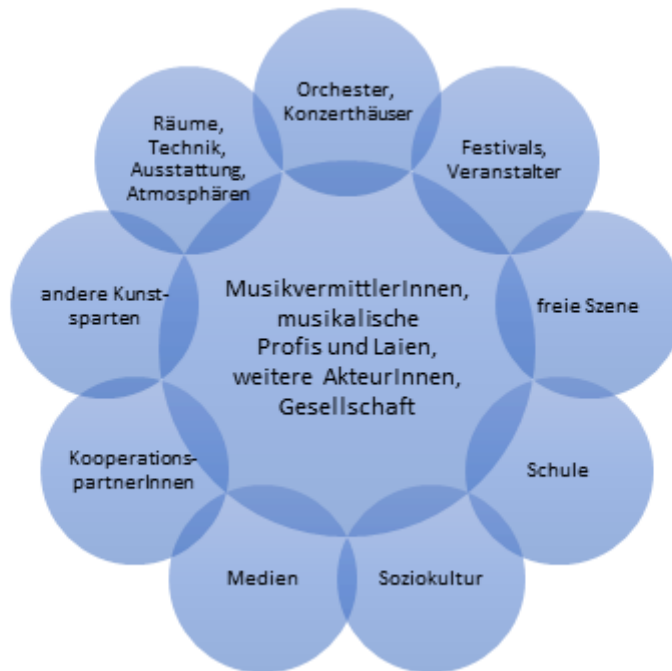 Orchester,
Konzerthäuser
Festivals,
Veranstalter
freie Szene
Schule
Soziokultur
Medien
Kooperations-
partnerInnen
andere Kunst-
sparten
Räume,
Technik,
Ausstattung,
Atmosphären
MusikvermittlerInnen,
musikalische
Profis und Laien,
weitere AkteurInnen,
Gesellschaft